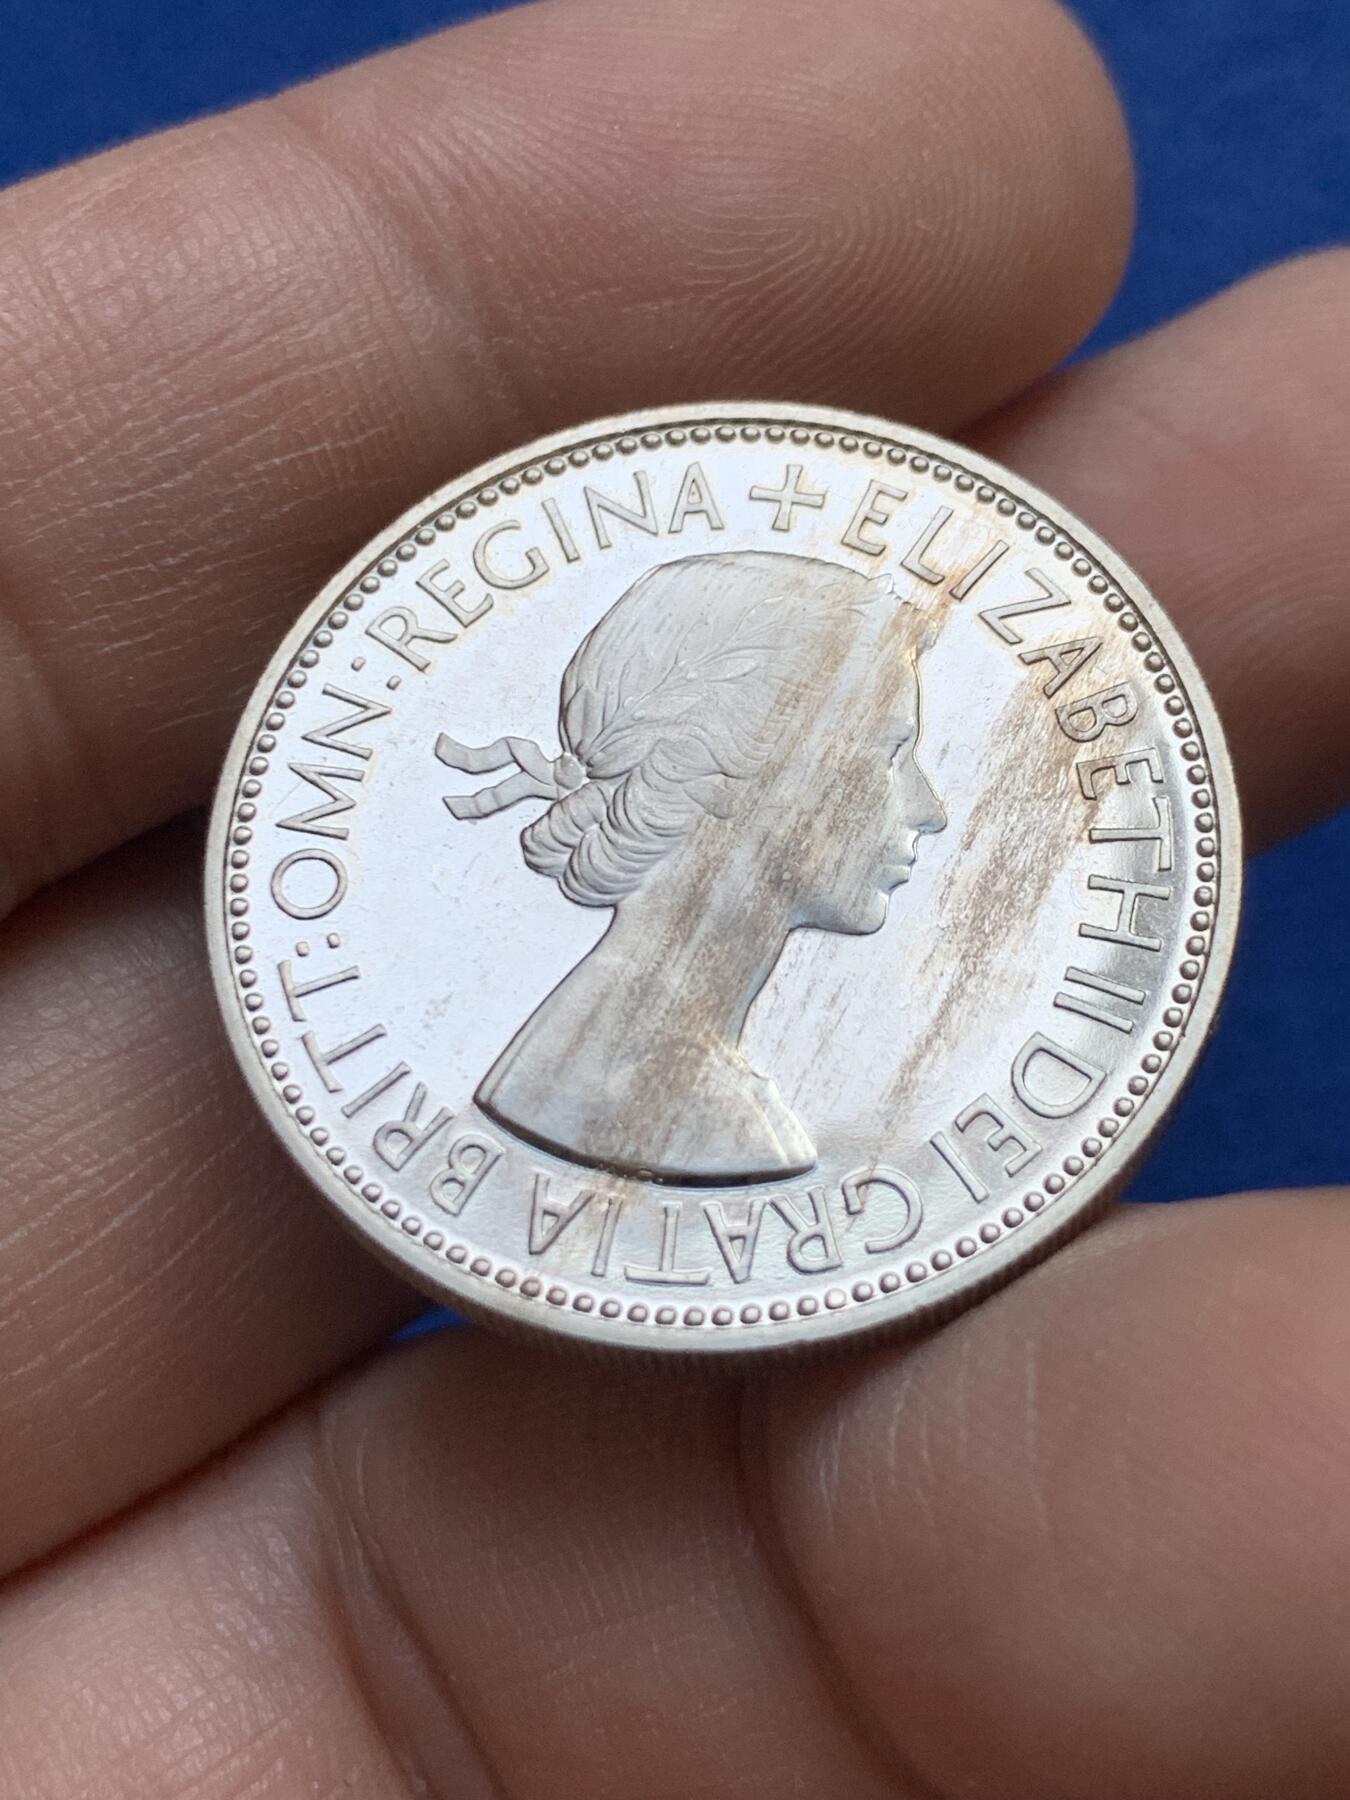 + ELIZABETH II DEI GRATIA BRITT:OMN:REGINA